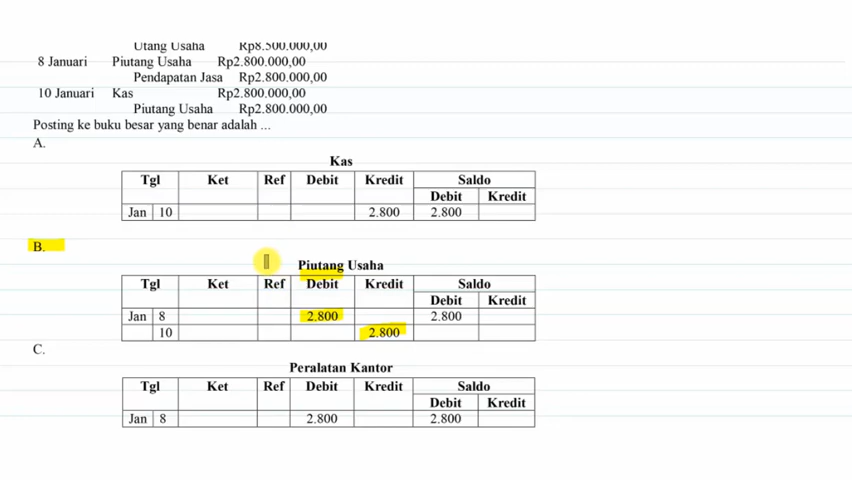 Utang Usaha Rp8.500.000,00
8 Januari Piutang Usaha Rp2.800.000,00
Pendapatan Jasa Rp2.800.000,00
10 Januari Kas Rp2.800.000,00
Piutang Usaha Rp2.800.000,00
Posting ke buku besar yang benar adalah ...
A.
Kas
Tgl Ket Ref Debit Kredit Saldo
Debit Kredit
Jan 10 2.800 2.800
B.
Piutang Usaha
Tgl Ket Ref Debit Kredit Saldo
Debit Kredit
Jan 8 2.800 2.800
10 2.800
C.
Peralatan Kantor
Tgl Ket Ref Debit Kredit Saldo
Debit Kredit
Jan 8 2.800 2.800